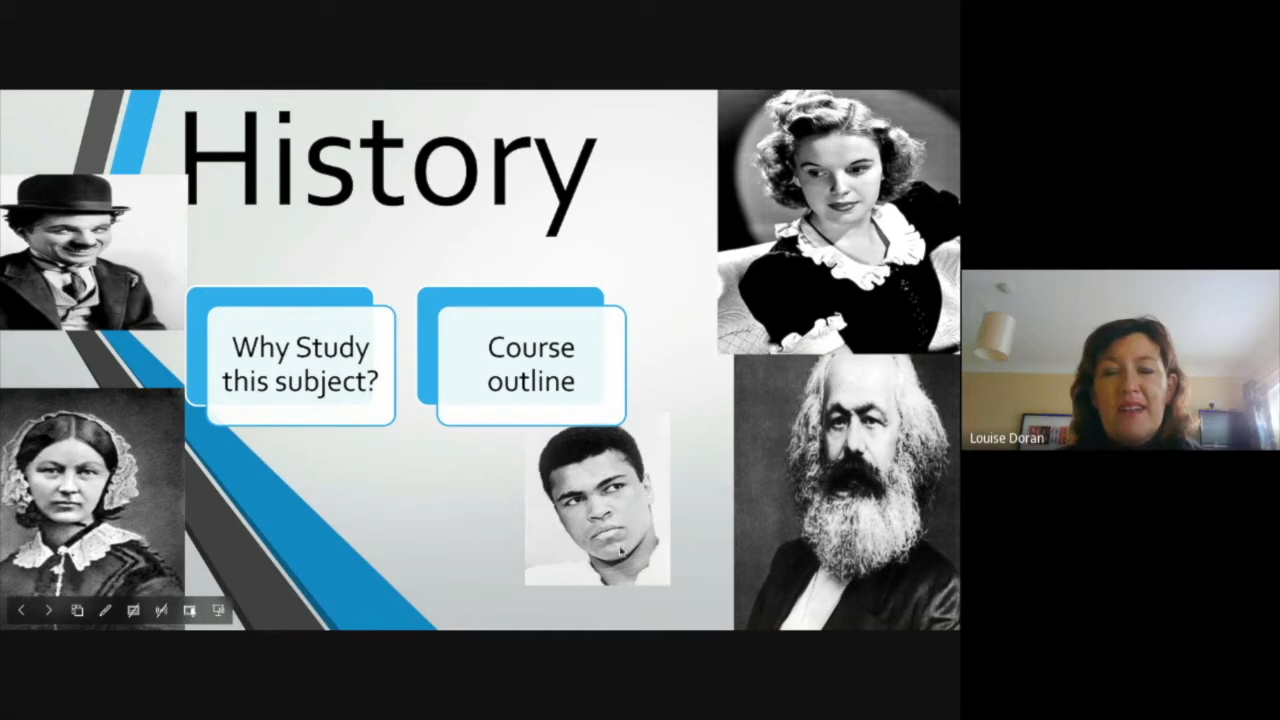 History
Why Study
this subject?
Course
outline
Louise Doran